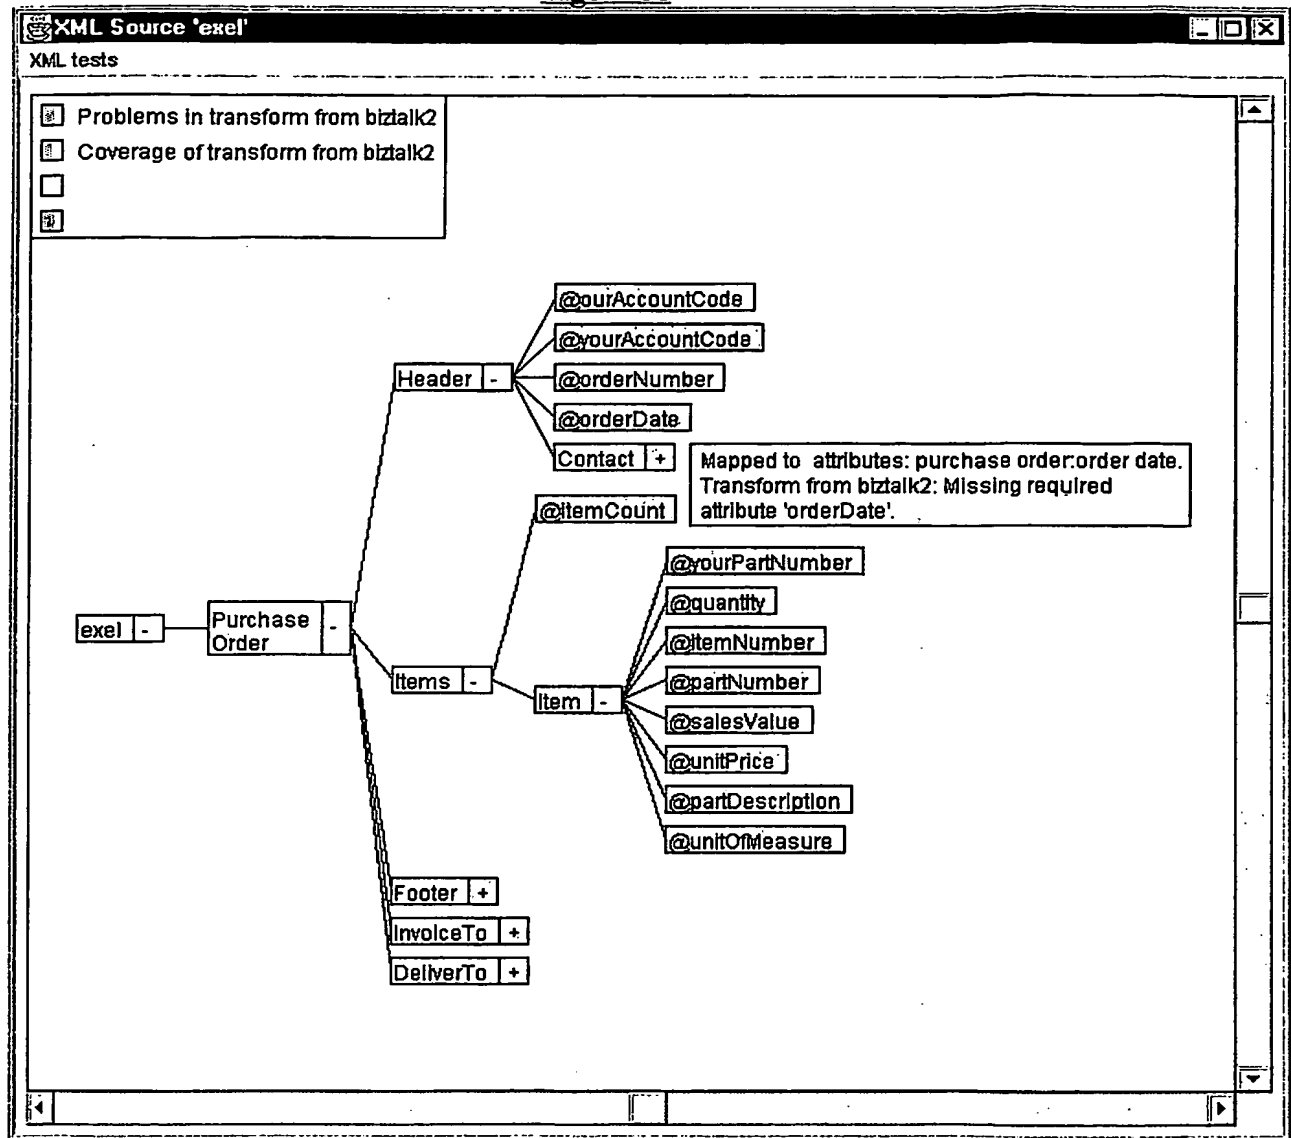 XML Source 'exel'
XML tests
Problems in transform from biztalk2
Coverage of transform from biztalk2
@ourAccountCode
@yourAccountCode
Header -
@orderNumber
@orderDate
Contact +
Mapped to attributes: purchase order:order date.
Transform from biztalk2: Missing required
attribute 'orderDate'.
@itemCount
@yourPartNumber
@quantity
exel -
Purchase
Order -
@itemNumber
Items -
@partNumber
Item -
@salesValue
@unitPrice
@partDescription
@unitOfMeasure
Footer +
InvoiceTo +
DeliverTo +